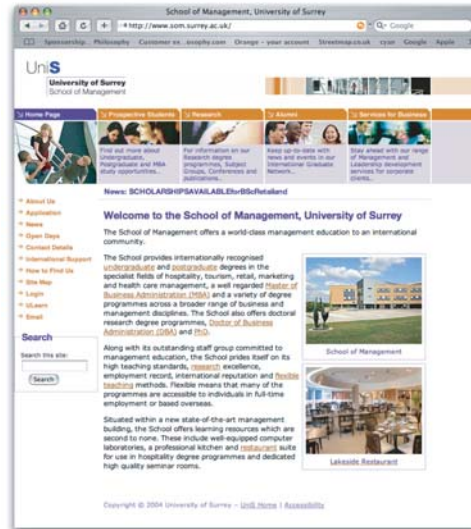 School of Management, University of Surrey
http://www.som.surrey.ac.uk/
Google
Sponsorship. Philosophy Customer ex...osophy.com Orange - your account Streetmap.co.uk Google Apple
UniS
University of Surrey
School of Management
Home Page
Prospective Students
Research
Alumni
Services for Business
Find out more about
Undergraduate,
Postgraduate and MBA
study opportunities...
For information on our
Research degree
programmes, Subject
Groups, Conferences and
publications...
Keep up-to-date with
news and events in our
International Graduate
Network...
Stay ahead with our range
of Management and
Leadership development
services for corporate
clients...
News: SCHOLARSHIPSAVAILABLEforBScRetailand
About Us
Application
News
Open Days
Contact Details
International Support
How to Find Us
Site Map
Login
ULearn
Email
Search
Search this site:
Search
Welcome to the School of Management, University of Surrey
The School of Management offers a world-class management education to an international
community.
The School provides internationally recognised
undergraduate and postgraduate degrees in the
specialist fields of hospitality, tourism, retail, marketing
and health care management, a well regarded Master of
Business Administration (MBA) and a variety of degree
programmes across a broader range of business and
management disciplines. The School also offers doctoral
research degree programmes, Doctor of Business
Administration (DBA) and PhD.
Along with its outstanding staff group committed to
management education, the School prides itself on its
high teaching standards, research excellence,
employment record, international reputation and flexible
teaching methods. Flexible means that many of the
programmes are accessible to individuals in full-time
employment or based overseas.
Situated within a new state-of-the-art management
building, the School offers learning resources which are
second to none. These include well-equipped computer
laboratories, a professional kitchen and restaurant suite
for use in hospitality degree programmes and dedicated
high quality seminar rooms.
School of Management
Lakeside Restaurant
Copyright © 2004 University of Surrey - UniS Home | Accessibility